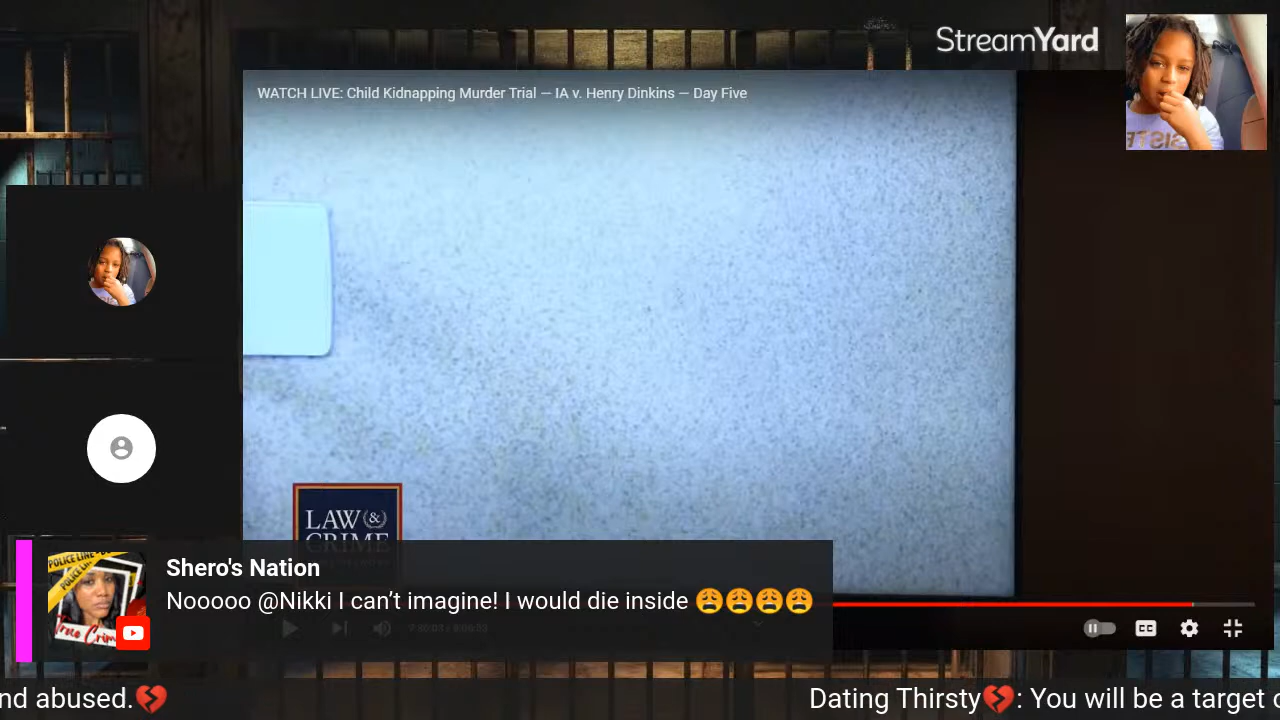 StreamYard
WATCH LIVE: Child Kidnapping Murder Trial — IA v. Henry Dinkins — Day Five
LAW &
CRIME
Shero's Nation
Nooooo @Nikki I can’t imagine! I would die inside 😩😩😩😩
CC
nd abused.💔
Dating Thirsty💔: You will be a target